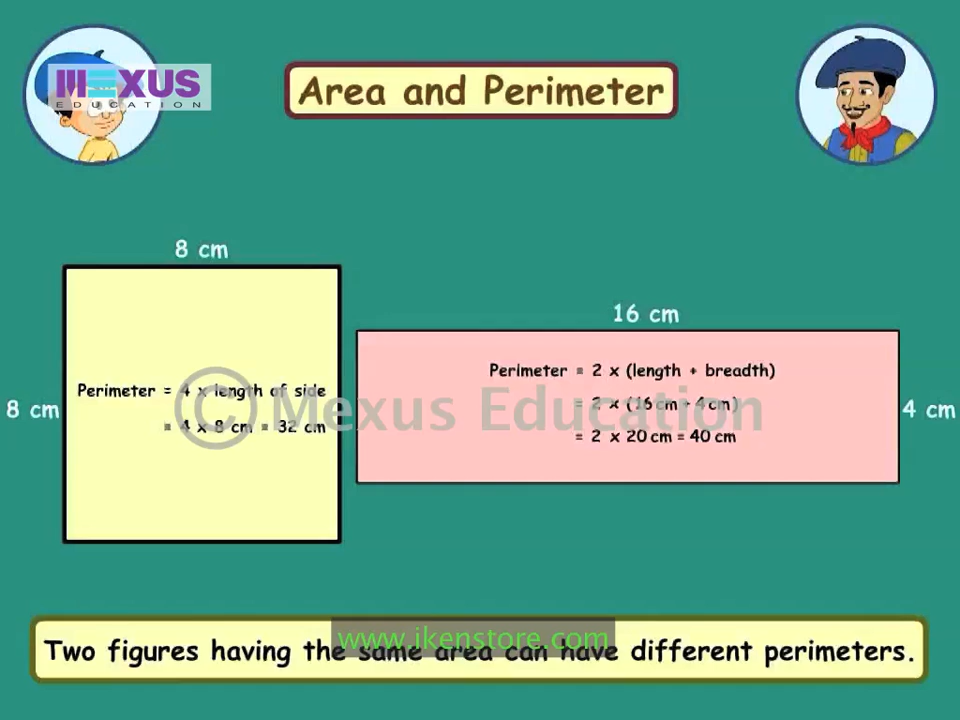 MEXUS
EDUCATION
Area and Perimeter
8 cm
8 cm
Perimeter = 4 x length of side
= 4 x 8 cm = 32 cm
16 cm
4 cm
Perimeter = 2 x (length + breadth)
= 2 x (16 cm + 4 cm)
= 2 x 20 cm = 40 cm
© Mexus Education
www.ikenstore.com
Two figures having the same area can have different perimeters.